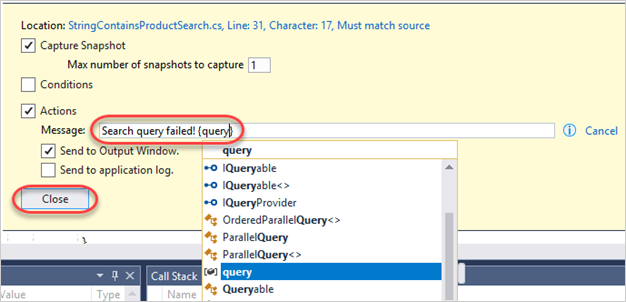 Location: StringContainsProductSearch.cs, Line: 31, Character: 17, Must match source
Capture Snapshot
Max number of snapshots to capture 1
Conditions
Actions
Message: Search query failed! {query}
Cancel
query
Send to Output Window.
IQueryable
Send to application log.
IQueryable<>
IQueryProvider
Close
OrderedParallelQuery<>
ParallelQuery
ParallelQuery<>
query
Queryable
Call Stack
Value
Type
Name